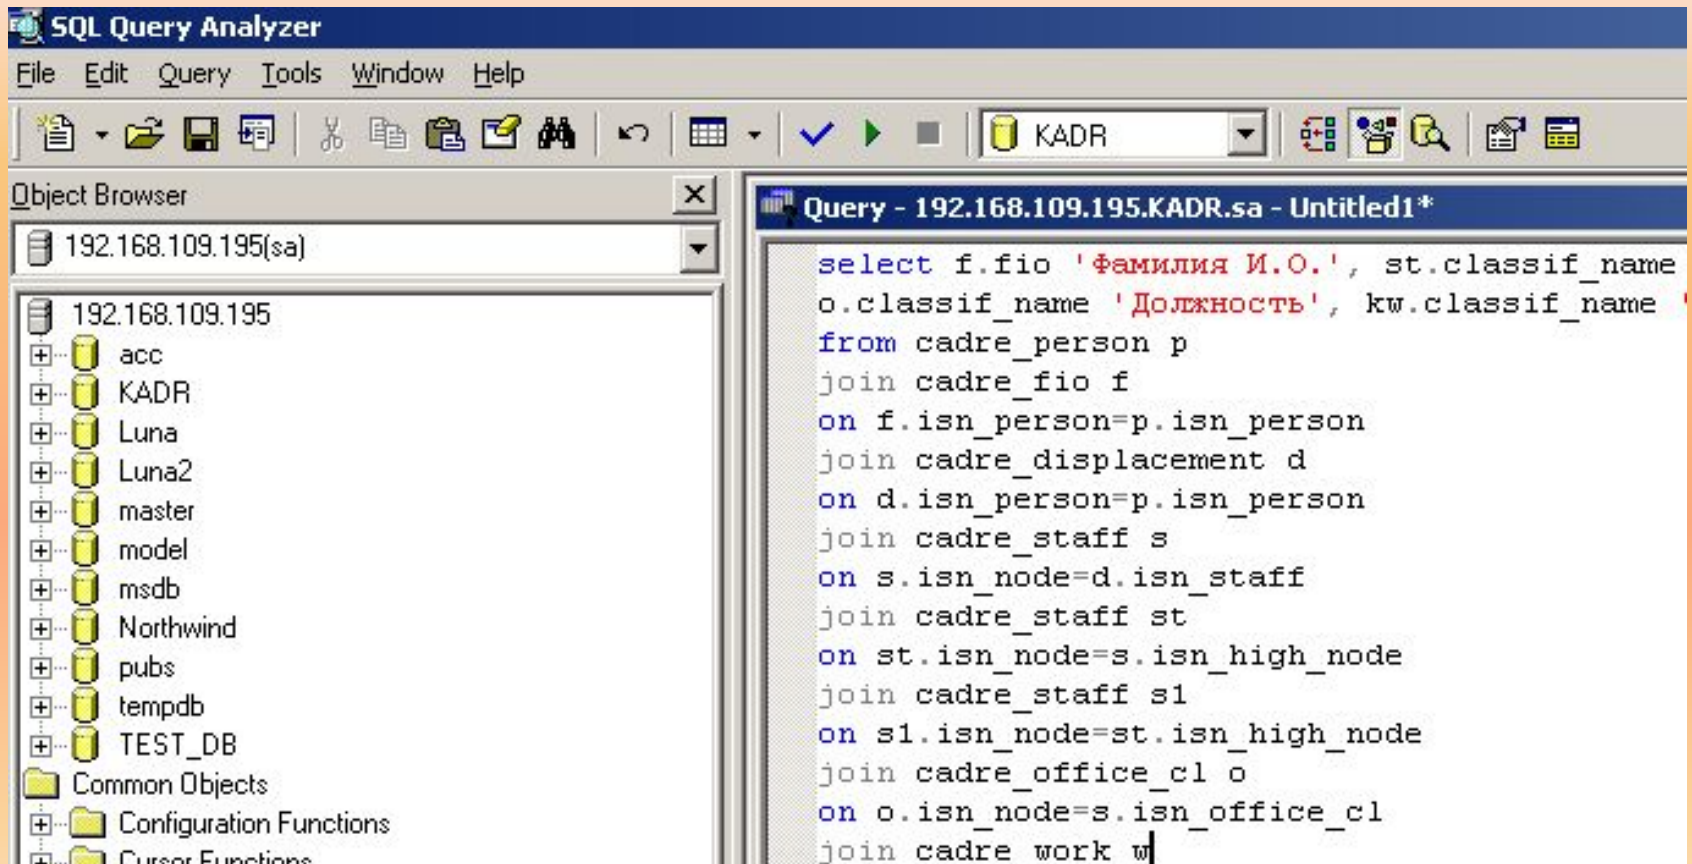 SQL Query Analyzer
File Edit Query Tools Window Help
KADR
Object Browser
192.168.109.195(sa)
192.168.109.195
acc
KADR
Luna
Luna2
master
model
msdb
Northwind
pubs
tempdb
TEST_DB
Common Objects
Configuration Functions
Cursor Functions
Query - 192.168.109.195.KADR.sa - Untitled1*
select f.fio 'Фамилия И.О.', st.classif_name
o.classif_name 'Должность', kw.classif_name '
from cadre_person p
join cadre_fio f
on f.isn_person=p.isn_person
join cadre_displacement d
on d.isn_person=p.isn_person
join cadre_staff s
on s.isn_node=d.isn_staff
join cadre_staff st
on st.isn_node=s.isn_high_node
join cadre_staff s1
on s1.isn_node=st.isn_high_node
join cadre_office_cl o
on o.isn_node=s.isn_office_cl
join cadre_work w